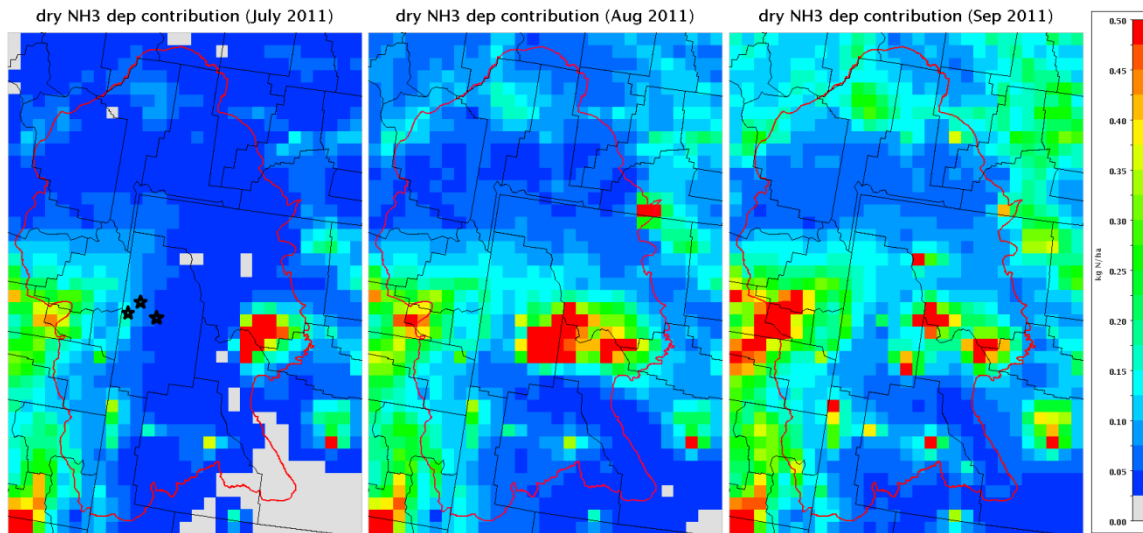 dry NH3 dep contribution (July 2011)
dry NH3 dep contribution (Aug 2011)
dry NH3 dep contribution (Sep 2011)
0.50
0.45
0.40
0.35
0.30
0.25
0.20
0.15
0.10
0.05
0.00
kg N/ha